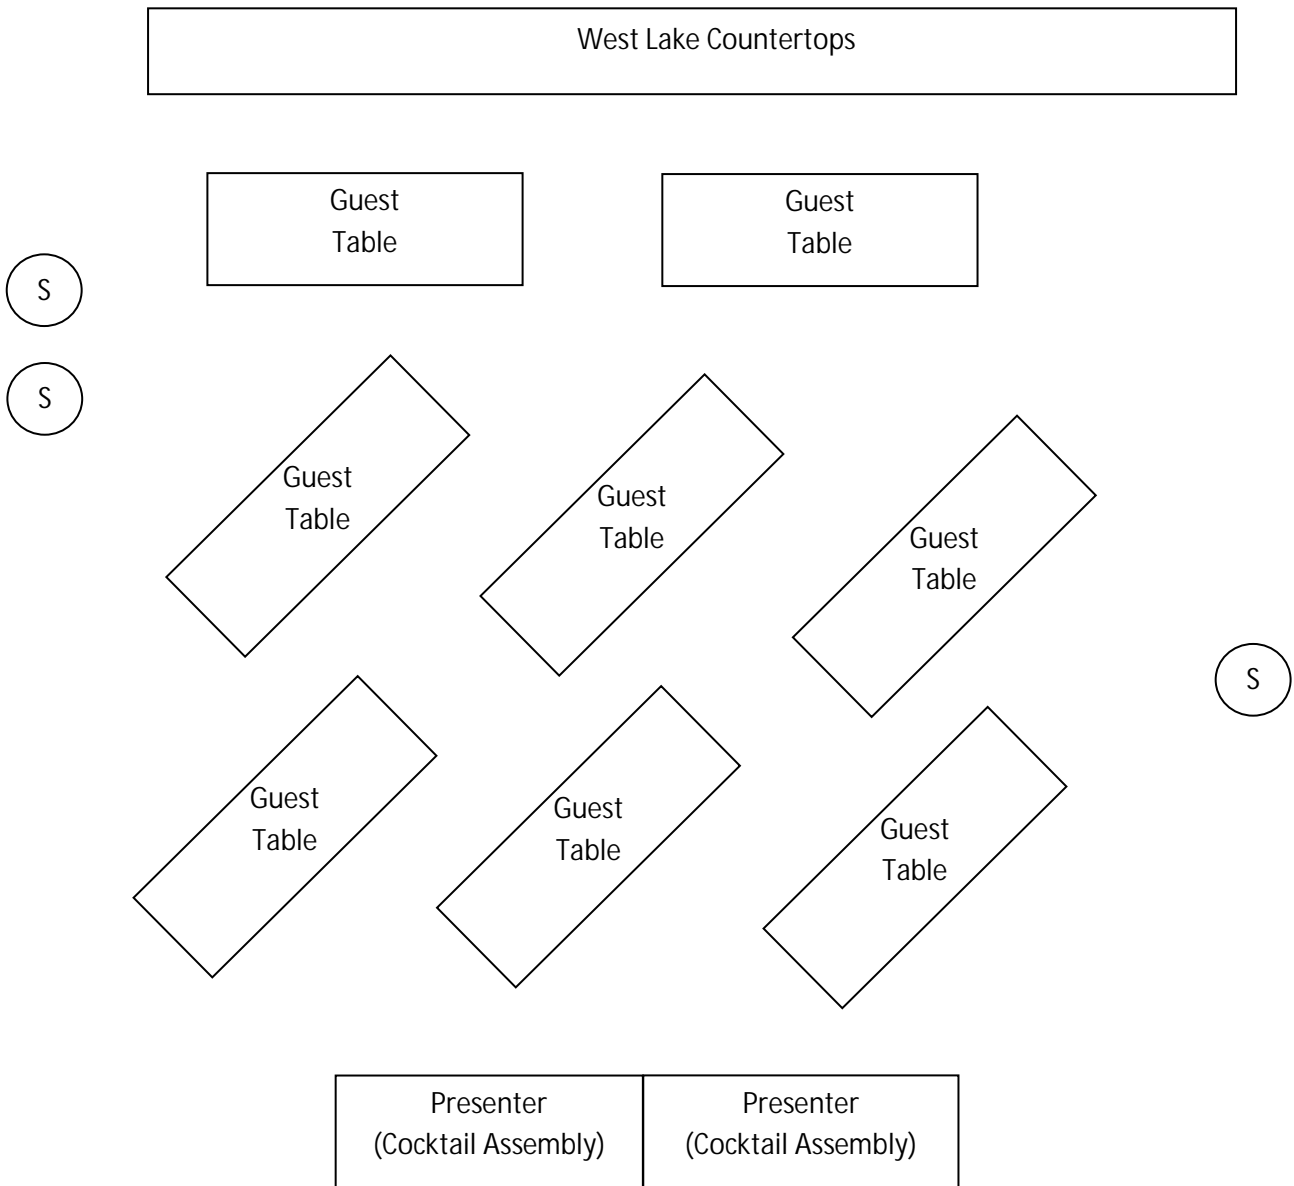 West Lake Countertops
Guest
Table
Guest
Table
S
S
Guest
Table
Guest
Table
Guest
Table
S
Guest
Table
Guest
Table
Guest
Table
Presenter
(Cocktail Assembly)
Presenter
(Cocktail Assembly)